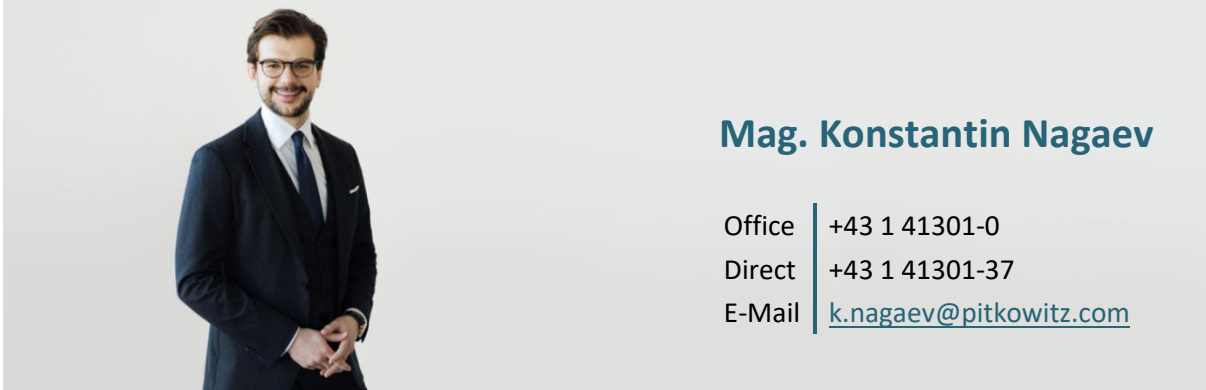 Mag. Konstantin Nagaev
Office +43 1 41301-0
Direct +43 1 41301-37
E-Mail k.nagaev@pitkowitz.com